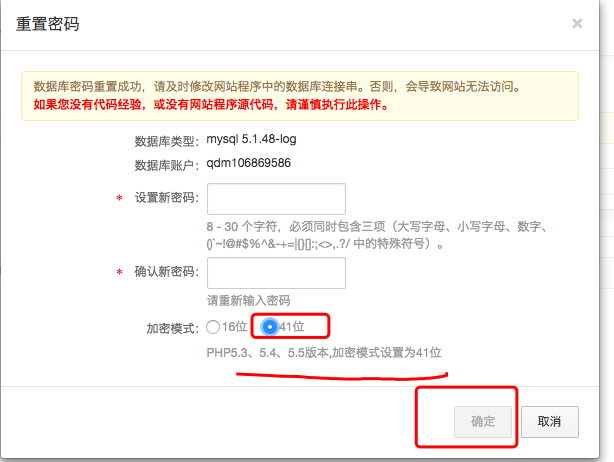 重置密码 ×
数据库密码重置成功，请及时修改网站程序中的数据库连接串。否则，会导致网站无法访问。
如果您没有代码经验，或没有网站程序源代码，请谨慎执行此操作。
数据库类型： mysql 5.1.48-log
数据库账户： qdm106869586
* 设置新密码：
8 - 30 个字符，必须同时包含三项（大写字母、小写字母、数字、
()`~!@#$%^&-+=|{}[]:;<>,.?/ 中的特殊符号）。
* 确认新密码：
请重新输入密码
加密模式： 16位 41位
PHP5.3、5.4、5.5版本,加密模式设置为41位
确定 取消